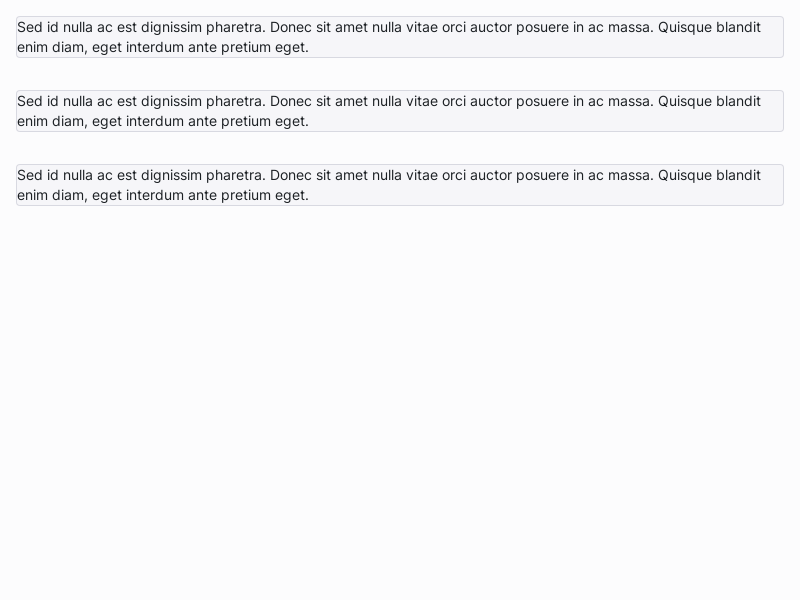 Sed id nulla ac est dignissim pharetra. Donec sit amet nulla vitae orci auctor posuere in ac massa. Quisque blandit
enim diam, eget interdum ante pretium eget.
Sed id nulla ac est dignissim pharetra. Donec sit amet nulla vitae orci auctor posuere in ac massa. Quisque blandit
enim diam, eget interdum ante pretium eget.
Sed id nulla ac est dignissim pharetra. Donec sit amet nulla vitae orci auctor posuere in ac massa. Quisque blandit
enim diam, eget interdum ante pretium eget.